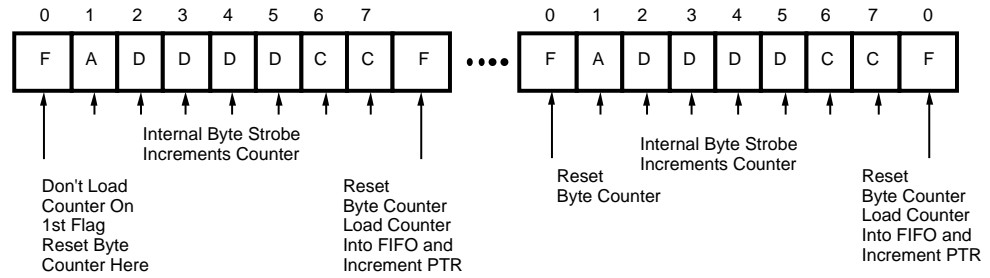 0 1 2 3 4 5 6 7 0 1 2 3 4 5 6 7 0
F A D D D D C C F F A D D D D C C F
Internal Byte Strobe
Increments Counter
Internal Byte Strobe
Increments Counter
Don't Load
Counter On
1st Flag
Reset Byte
Counter Here
Reset
Byte Counter
Load Counter
Into FIFO and
Increment PTR
Reset
Byte Counter
Reset
Byte Counter
Load Counter
Into FIFO and
Increment PTR